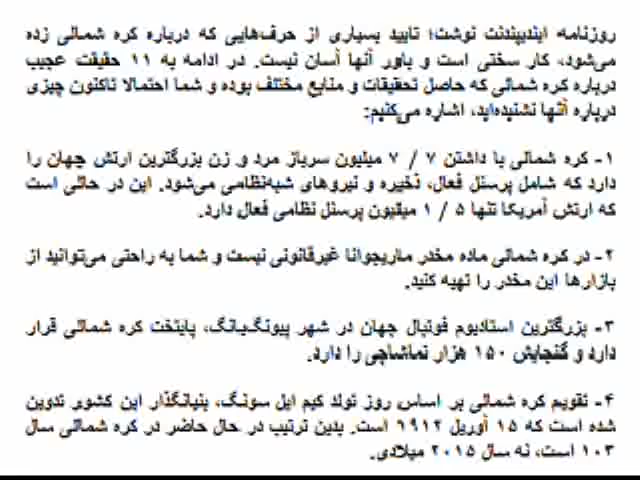 روزنامه ایندیپندنت نوشت؛ تایید بسیاری از حرف‌هایی که درباره کره شمالی زده
می‌شود، کار سختی است و باور آنها آسان نیست. در ادامه به ۱۱ حقیقت عجیب
درباره کره شمالی که حاصل تحقیقات و منابع مختلف بوده و شما احتمالا تاکنون چیزی
درباره آنها نشنیده‌اید، اشاره می‌کنیم:
۱- کره شمالی با داشتن ۷ / ۷ میلیون سرباز مرد و زن بزرگترین ارتش جهان را
دارد که شامل پرسنل فعال، ذخیره و نیروهای شبه‌نظامی می‌شود. این در حالی است
که ارتش آمریکا تنها ۵ / ۱ میلیون پرسنل نظامی فعال دارد.
۲- در کره شمالی ماده مخدر ماریجوانا غیرقانونی نیست و شما به راحتی می‌توانید از
بازارها این مخدر را تهیه کنید.
۳- بزرگترین استادیوم فوتبال جهان در شهر پیونگ‌یانگ، پایتخت کره شمالی قرار
دارد و گنجایش ۱۵۰ هزار تماشاچی را دارد.
۴- تقویم کره شمالی بر اساس روز تولد کیم ایل سونگ، بنیانگذار این کشور تدوین
شده است که ۱۵ آوریل ۱۹۱۲ است. بدین ترتیب در حال حاضر در کره شمالی سال
۱۰۳ است، نه سال ۲۰۱۵ میلادی.